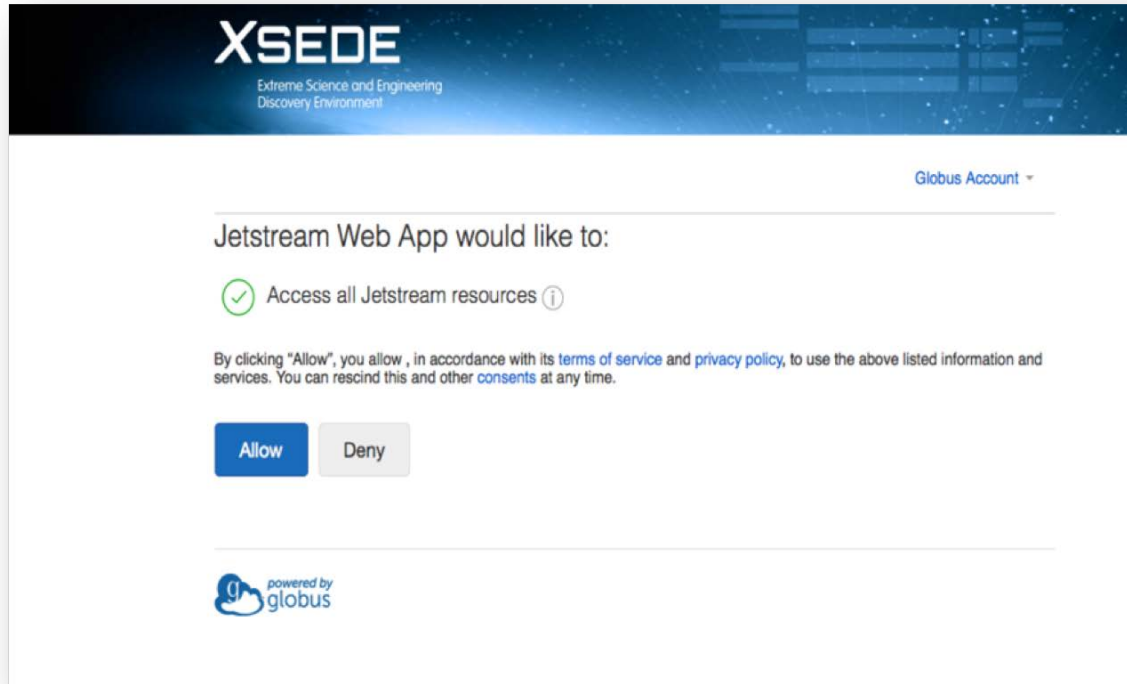 XSEDE
Extreme Science and Engineering
Discovery Environment
Globus Account
Jetstream Web App would like to:
Access all Jetstream resources
By clicking “Allow”, you allow , in accordance with its terms of service and privacy policy, to use the above listed information and
services. You can rescind this and other consents at any time.
Allow
Deny
powered by
globus